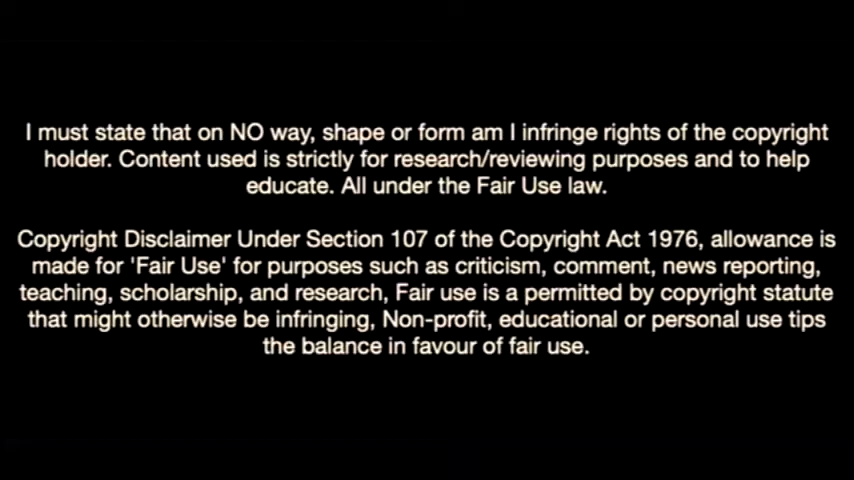 I must state that on NO way, shape or form am I infringe rights of the copyright
holder. Content used is strictly for research/reviewing purposes and to help
educate. All under the Fair Use law.
Copyright Disclaimer Under Section 107 of the Copyright Act 1976, allowance is
made for 'Fair Use' for purposes such as criticism, comment, news reporting,
teaching, scholarship, and research, Fair use is a permitted by copyright statute
that might otherwise be infringing, Non-profit, educational or personal use tips
the balance in favour of fair use.